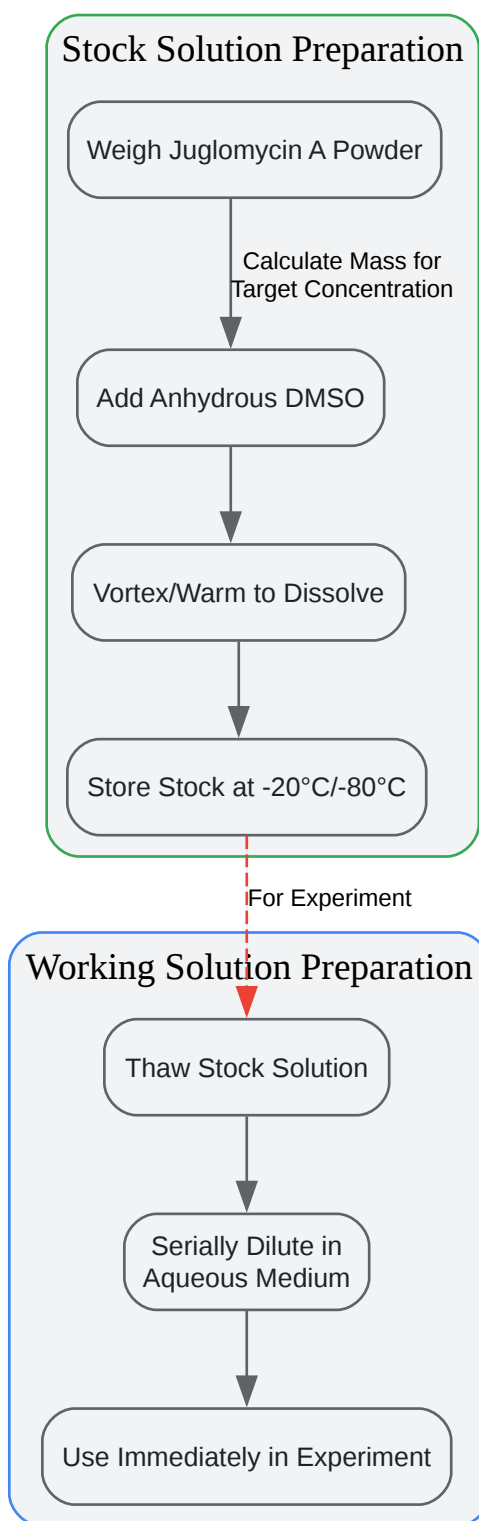 Stock Solution Preparation
Weigh Juglomycin A Powder
Calculate Mass for
Target Concentration
Add Anhydrous DMSO
Vortex/Warm to Dissolve
Store Stock at -20°C/-80°C
For Experiment
Working Solution Preparation
Thaw Stock Solution
Serially Dilute in
Aqueous Medium
Use Immediately in Experiment